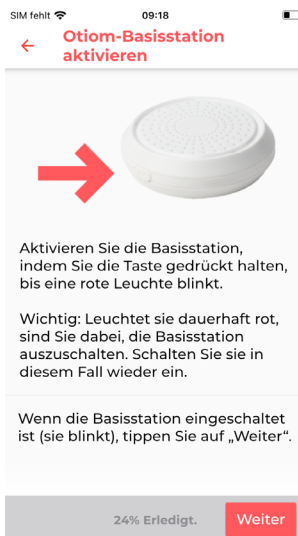 SIM fehlt 09:18
Otiom-Basisstation
aktivieren
Aktivieren Sie die Basisstation,
indem Sie die Taste gedrückt halten,
bis eine rote Leuchte blinkt.
Wichtig: Leuchtet sie dauerhaft rot,
sind Sie dabei, die Basisstation
auszuschalten. Schalten Sie sie in
diesem Fall wieder ein.
Wenn die Basisstation eingeschaltet
ist (sie blinkt), tippen Sie auf „Weiter“.
24% Erledigt. Weiter